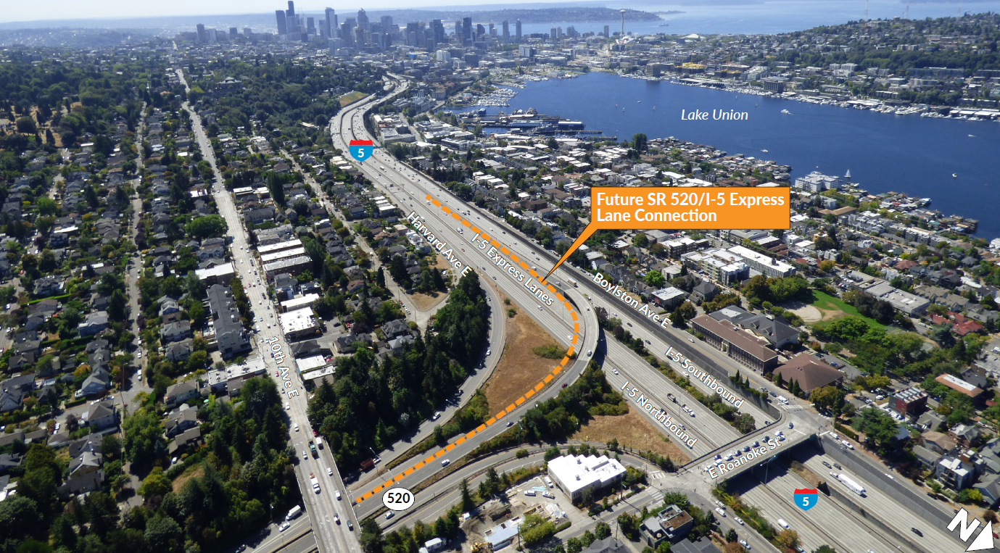 Lake Union
5
Future SR 520/I-5 Express
Lane Connection
Harvard Ave E
I-5 Express Lanes
Boylston Ave E
10th Ave E
I-5 Southbound
I-5 Northbound
E Roanoke St
520
5
N